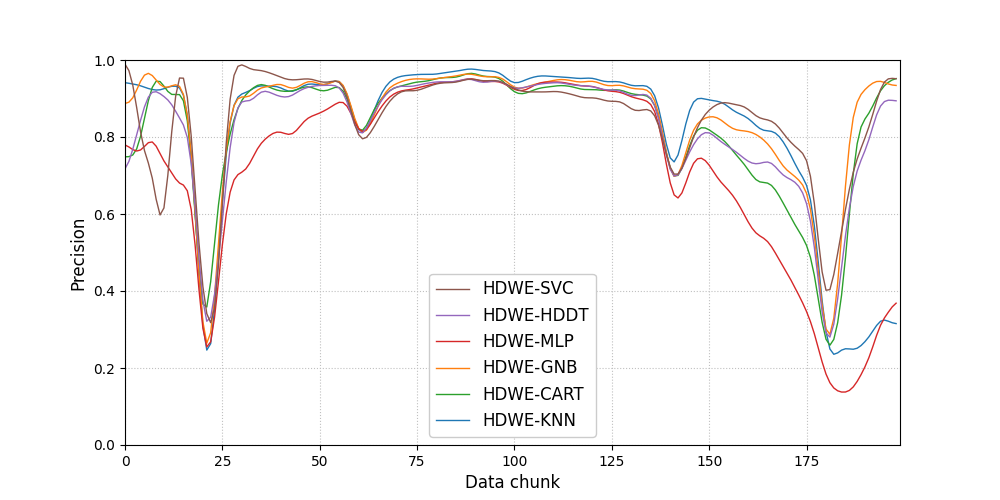 1.0
0.8
0.6
0.4
0.2
0.0
Precision
HDWE-SVC
HDWE-HDDT
HDWE-MLP
HDWE-GNB
HDWE-CART
HDWE-KNN
0 25 50 75 100 125 150 175
Data chunk